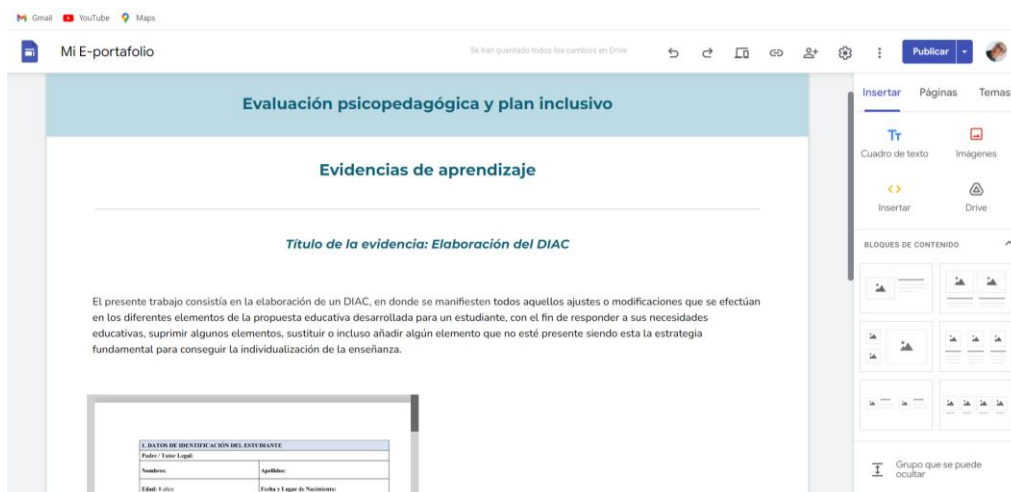 Gmail YouTube Maps
Mi E-portafolio
Se han guardado todos los cambios en Drive
Publicar
Evaluación psicopedagógica y plan inclusivo
Evidencias de aprendizaje
Título de la evidencia: Elaboración del DIAC
El presente trabajo consistía en la elaboración de un DIAC, en donde se manifiesten todos aquellos ajustes o modificaciones que se efectúan
en los diferentes elementos de la propuesta educativa desarrollada para un estudiante, con el fin de responder a sus necesidades
educativas, suprimir algunos elementos, sustituir o incluso añadir algún elemento que no esté presente siendo esta la estrategia
fundamental para conseguir la individualización de la enseñanza.
1. DATOS DE IDENTIFICACIÓN DEL ESTUDIANTE
Padre / Tutor Legal:
Nombres: Apellidos:
Edad: 8 años Fecha y Lugar de Nacimiento:
Insertar Páginas Temas
Cuadro de texto Imágenes
Insertar Drive
BLOQUES DE CONTENIDO
Grupo que se puede
ocultar